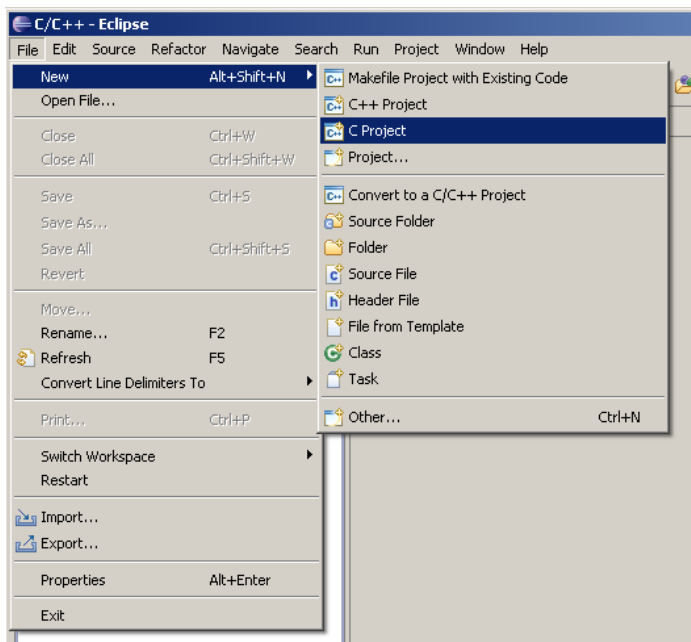 C/C++ - Eclipse
File Edit Source Refactor Navigate Search Run Project Window Help
New Alt+Shift+N
Open File...
Close Ctrl+W
Close All Ctrl+Shift+W
Save Ctrl+S
Save As...
Save All Ctrl+Shift+S
Revert
Move...
Rename... F2
Refresh F5
Convert Line Delimiters To
Print... Ctrl+P
Switch Workspace
Restart
Import...
Export...
Properties Alt+Enter
Exit
Makefile Project with Existing Code
C++ Project
C Project
Project...
Convert to a C/C++ Project
Source Folder
Folder
Source File
Header File
File from Template
Class
Task
Other... Ctrl+N